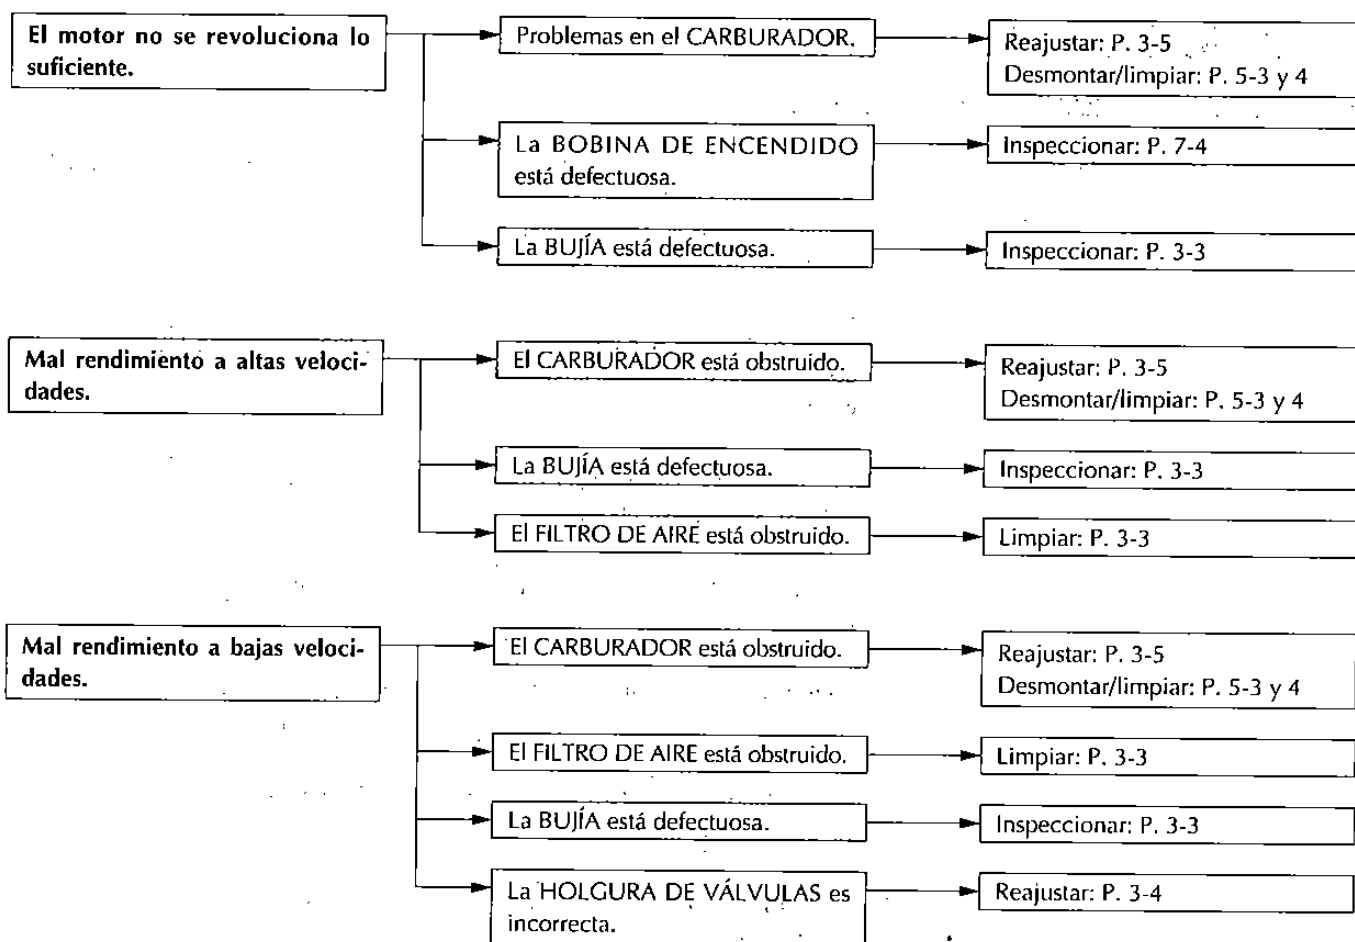 El motor no se revoluciona lo
suficiente.
Problemas en el CARBURADOR.
Reajustar: P. 3-5
Desmontar/limpiar: P. 5-3 y 4
La BOBINA DE ENCENDIDO
está defectuosa.
Inspeccionar: P. 7-4
La BUJÍA está defectuosa.
Inspeccionar: P. 3-3
Mal rendimiento a altas veloci-
dades.
El CARBURADOR está obstruido.
Reajustar: P. 3-5
Desmontar/limpiar: P. 5-3 y 4
La BUJÍA está defectuosa.
Inspeccionar: P. 3-3
El FILTRO DE AIRE está obstruido.
Limpiar: P. 3-3
Mal rendimiento a bajas veloci-
dades.
El CARBURADOR está obstruido.
Reajustar: P. 3-5
Desmontar/limpiar: P. 5-3 y 4
El FILTRO DE AIRE está obstruido.
Limpiar: P. 3-3
La BUJÍA está defectuosa.
Inspeccionar: P. 3-3
La HOLGURA DE VÁLVULAS es
incorrecta.
Reajustar: P. 3-4